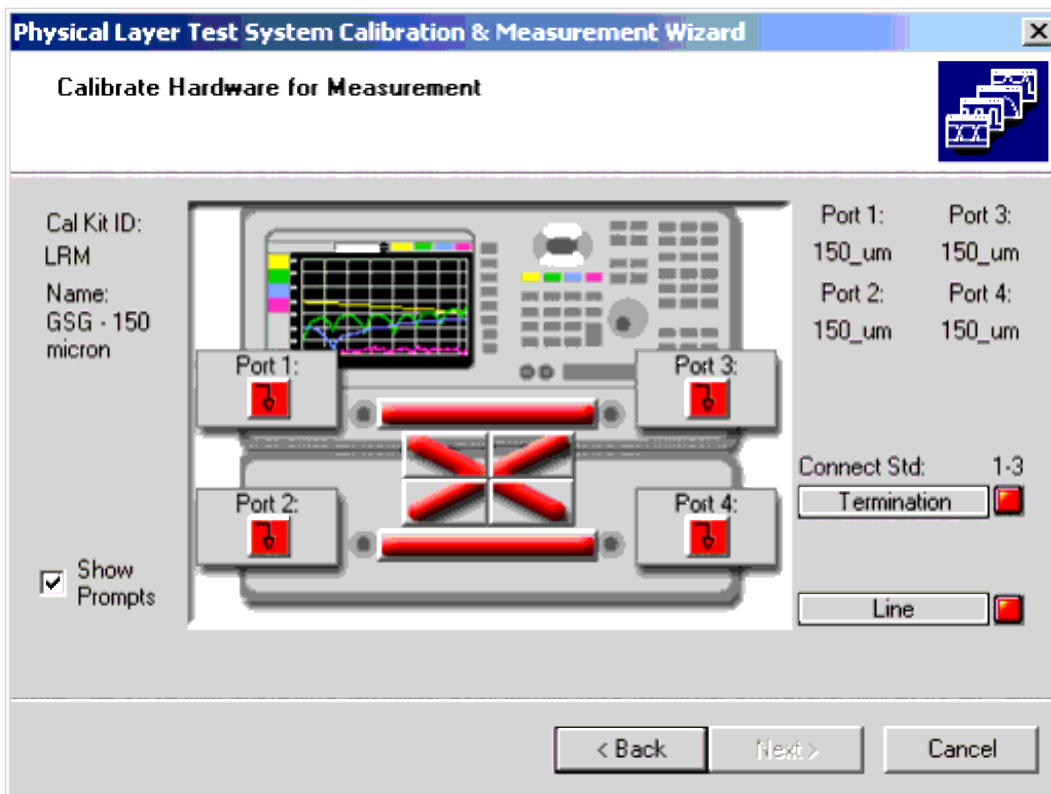 Physical Layer Test System Calibration & Measurement Wizard
Calibrate Hardware for Measurement
Cal Kit ID:
LRM
Name:
GSG - 150
micron
Port 1:
Port 3:
Port 2:
Port 4:
Port 1: Port 3:
150_um 150_um
Port 2: Port 4:
150_um 150_um
Connect Std: 1-3
Termination
Line
Show
Prompts
< Back
Next >
Cancel